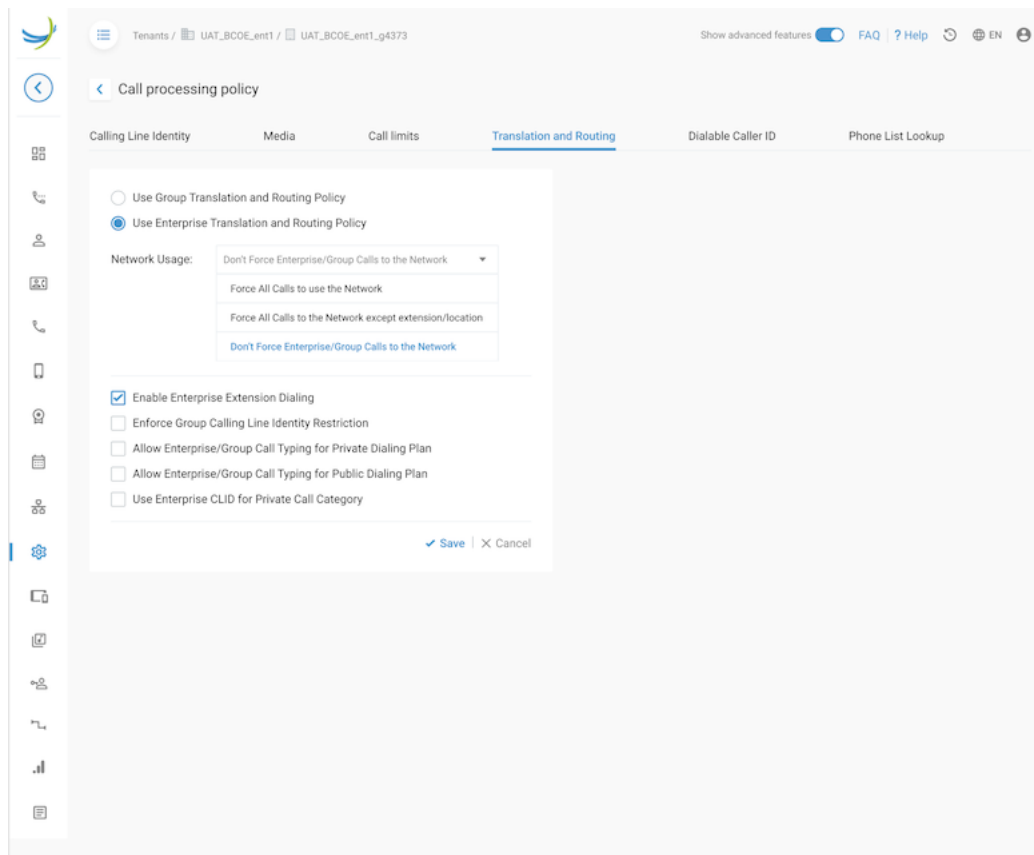 Tenants / UAT_BCOE_ent1 / UAT_BCOE_ent1_g4373
Show advanced features FAQ ? Help EN
Call processing policy
Calling Line Identity Media Call limits Translation and Routing Dialable Caller ID Phone List Lookup
Use Group Translation and Routing Policy
Use Enterprise Translation and Routing Policy
Network Usage: Don't Force Enterprise/Group Calls to the Network
Force All Calls to use the Network
Force All Calls to the Network except extension/location
Don't Force Enterprise/Group Calls to the Network
Enable Enterprise Extension Dialing
Enforce Group Calling Line Identity Restriction
Allow Enterprise/Group Call Typing for Private Dialing Plan
Allow Enterprise/Group Call Typing for Public Dialing Plan
Use Enterprise CLID for Private Call Category
Save Cancel